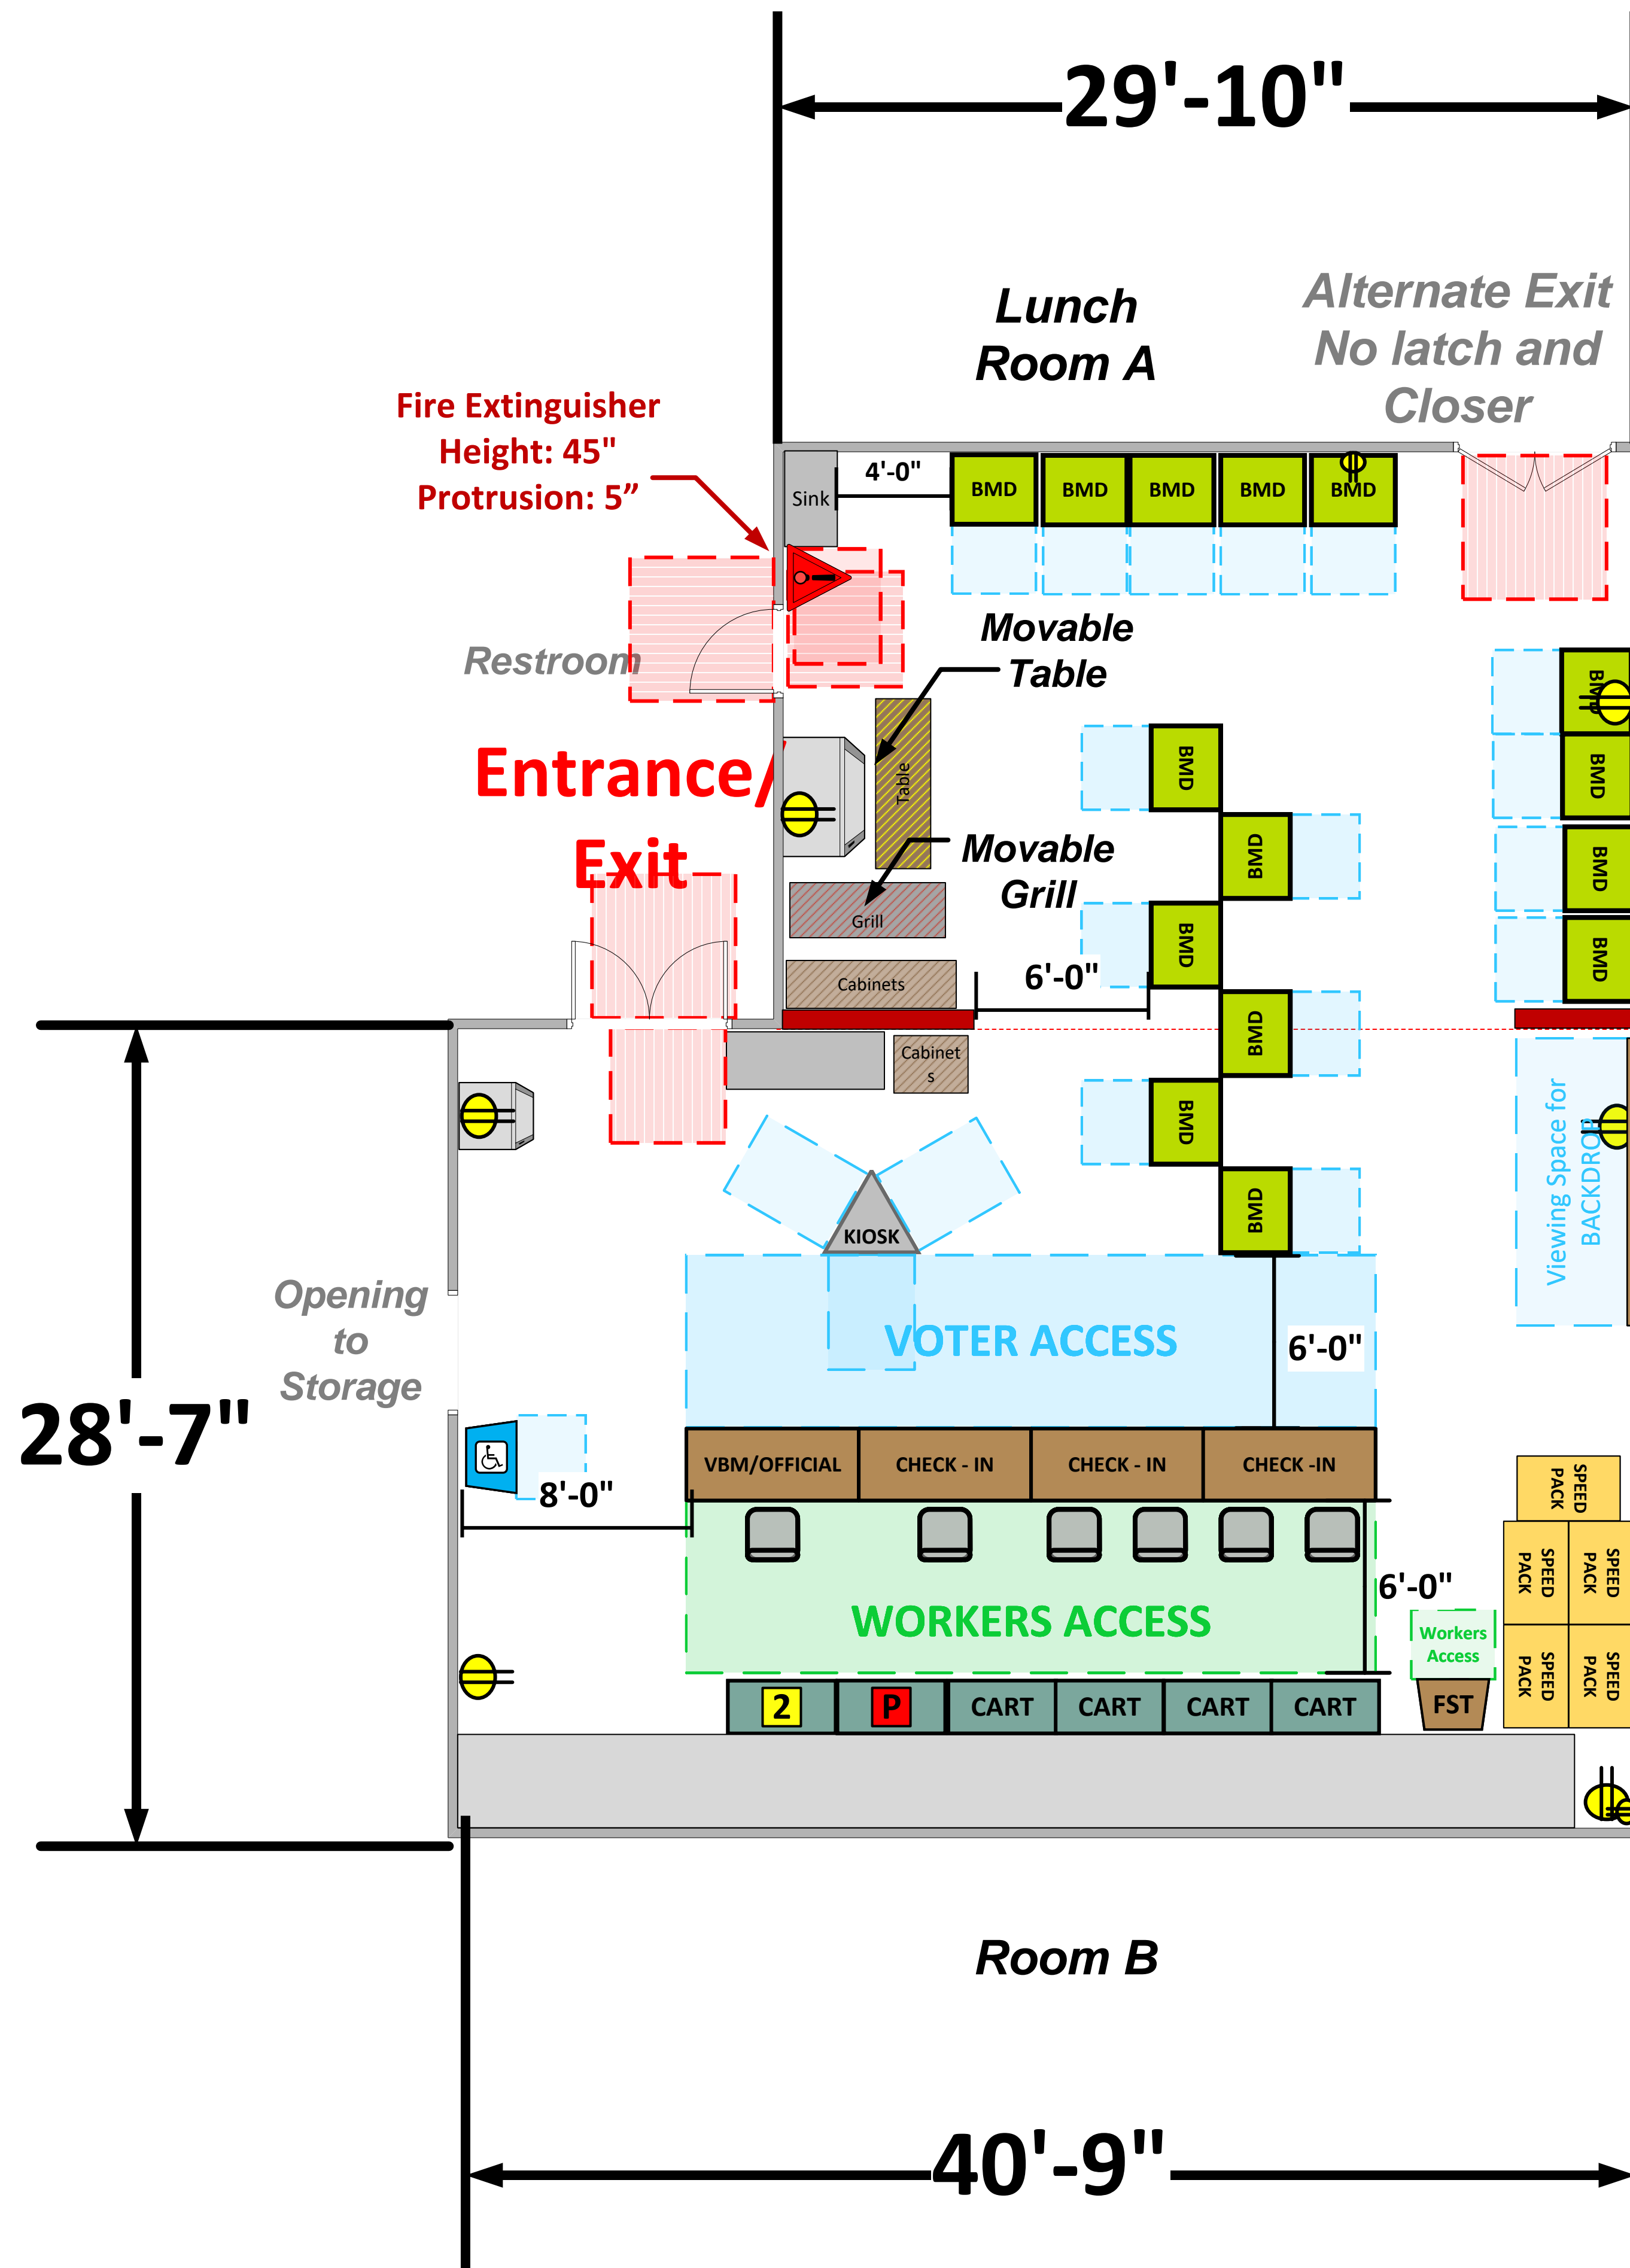 29'-10"
Lunch
Room A
Alternate Exit
No latch and
Closer
Fire Extinguisher
Height: 45"
Protrusion: 5”
Sink
4'-0"
BMD
BMD
BMD
BMD
BMD
Restroom
Movable
Table
Entrance/
Exit
Table
Movable
Grill
Grill
Cabinets
6'-0"
BMD
BMD
BMD
BMD
BMD
BMD
BMD
BMD
BMD
BMD
Cabinet
s
Viewing Space for
BACKDROP
KIOSK
VOTER ACCESS
6'-0"
Opening
to
Storage
28'-7"
8'-0"
VBM/OFFICIAL
CHECK - IN
CHECK - IN
CHECK -IN
WORKERS ACCESS
6'-0"
Workers
Access
FST
SPEED
PACK
SPEED
PACK
SPEED
PACK
SPEED
PACK
SPEED
PACK
2
P
CART
CART
CART
CART
Room B
40'-9"